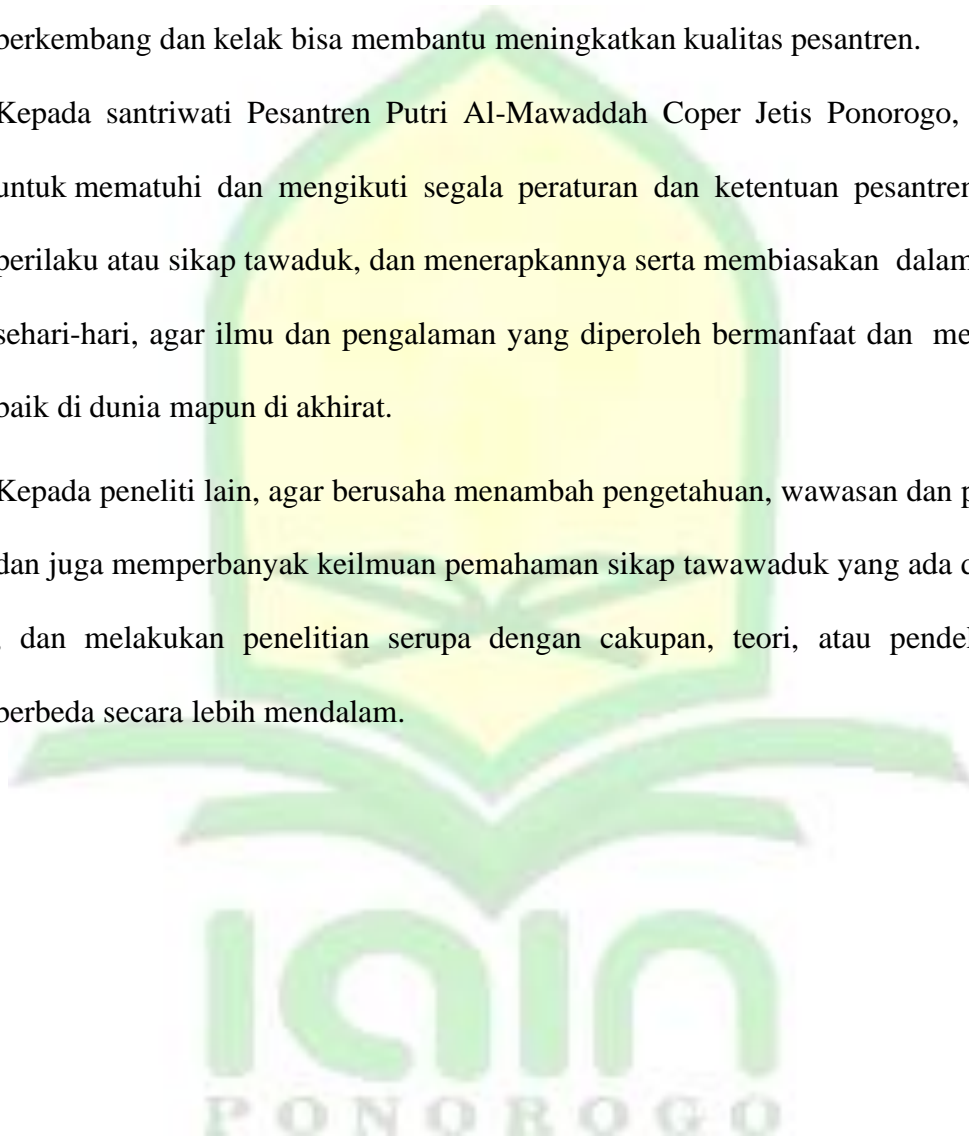 berkembang dan kelak bisa membantu meningkatkan kualitas pesantren.
Kepada santriwati Pesantren Putri Al-Mawaddah Coper Jetis Ponorogo,
untuk mematuhi dan mengikuti segala peraturan dan ketentuan pesantren
perilaku atau sikap tawaduk, dan menerapkannya serta membiasakan dalam
sehari-hari, agar ilmu dan pengalaman yang diperoleh bermanfaat dan
baik di dunia mapun di akhirat.
Kepada peneliti lain, agar berusaha menambah pengetahuan, wawasan dan
dan juga memperbanyak keilmuan pemahaman sikap tawawaduk yang ada
dan melakukan penelitian serupa dengan cakupan, teori, atau
berbeda secara lebih mendalam.
iain
PONOROGO